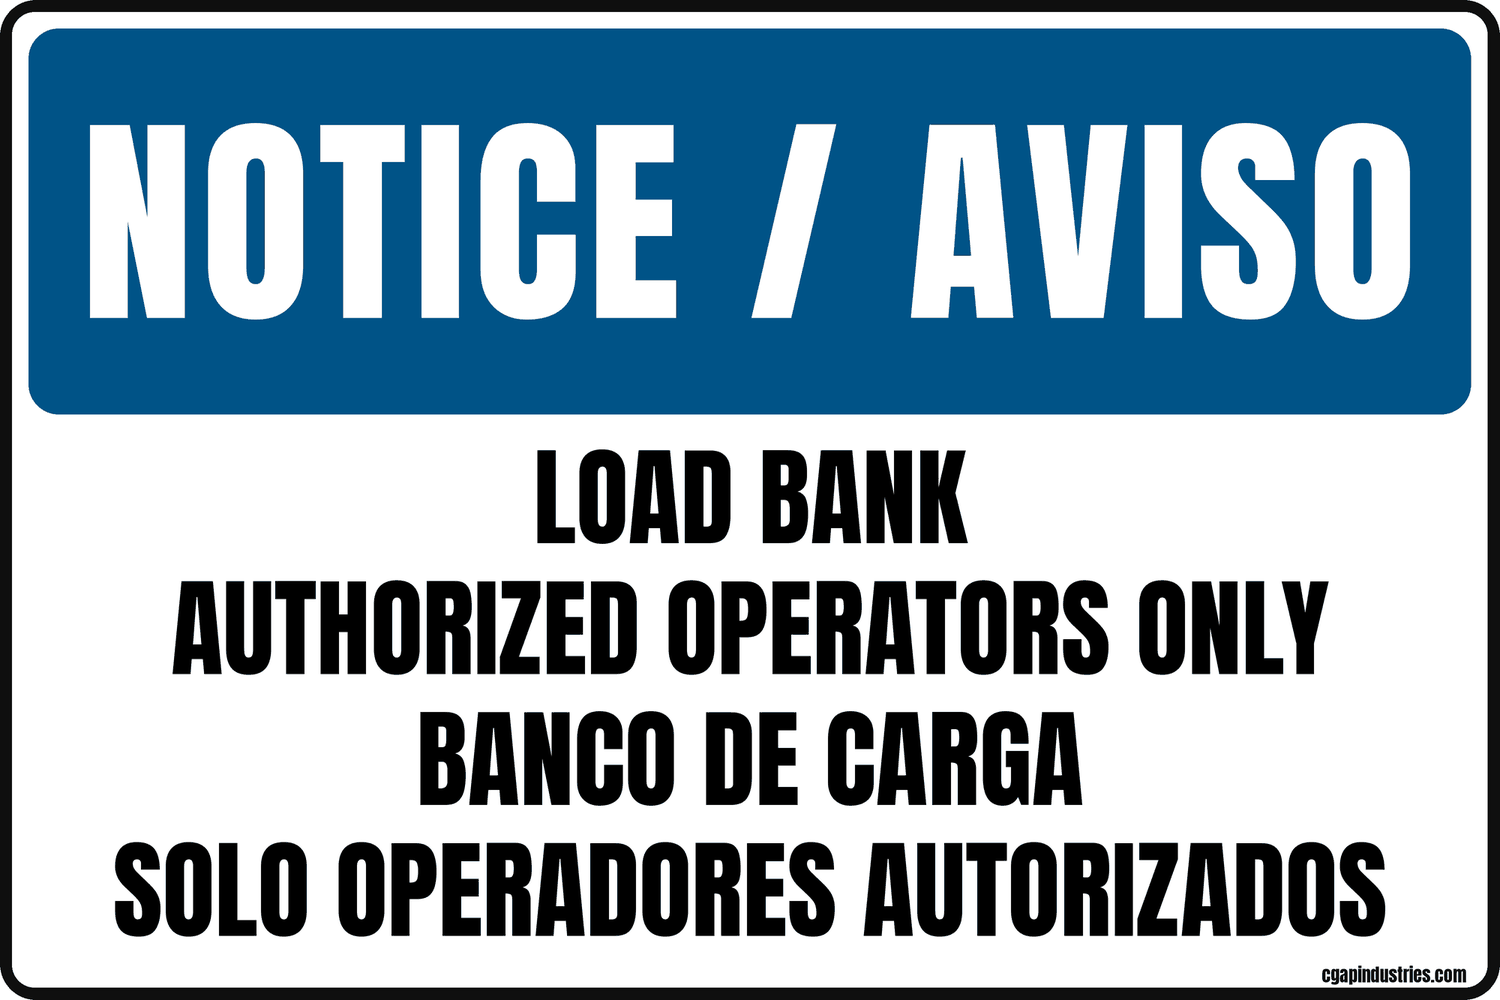 NOTICE / AVISO
LOAD BANK
AUTHORIZED OPERATORS ONLY
BANCO DE CARGA
SOLO OPERADORES AUTORIZADOS
cgapindustries.com